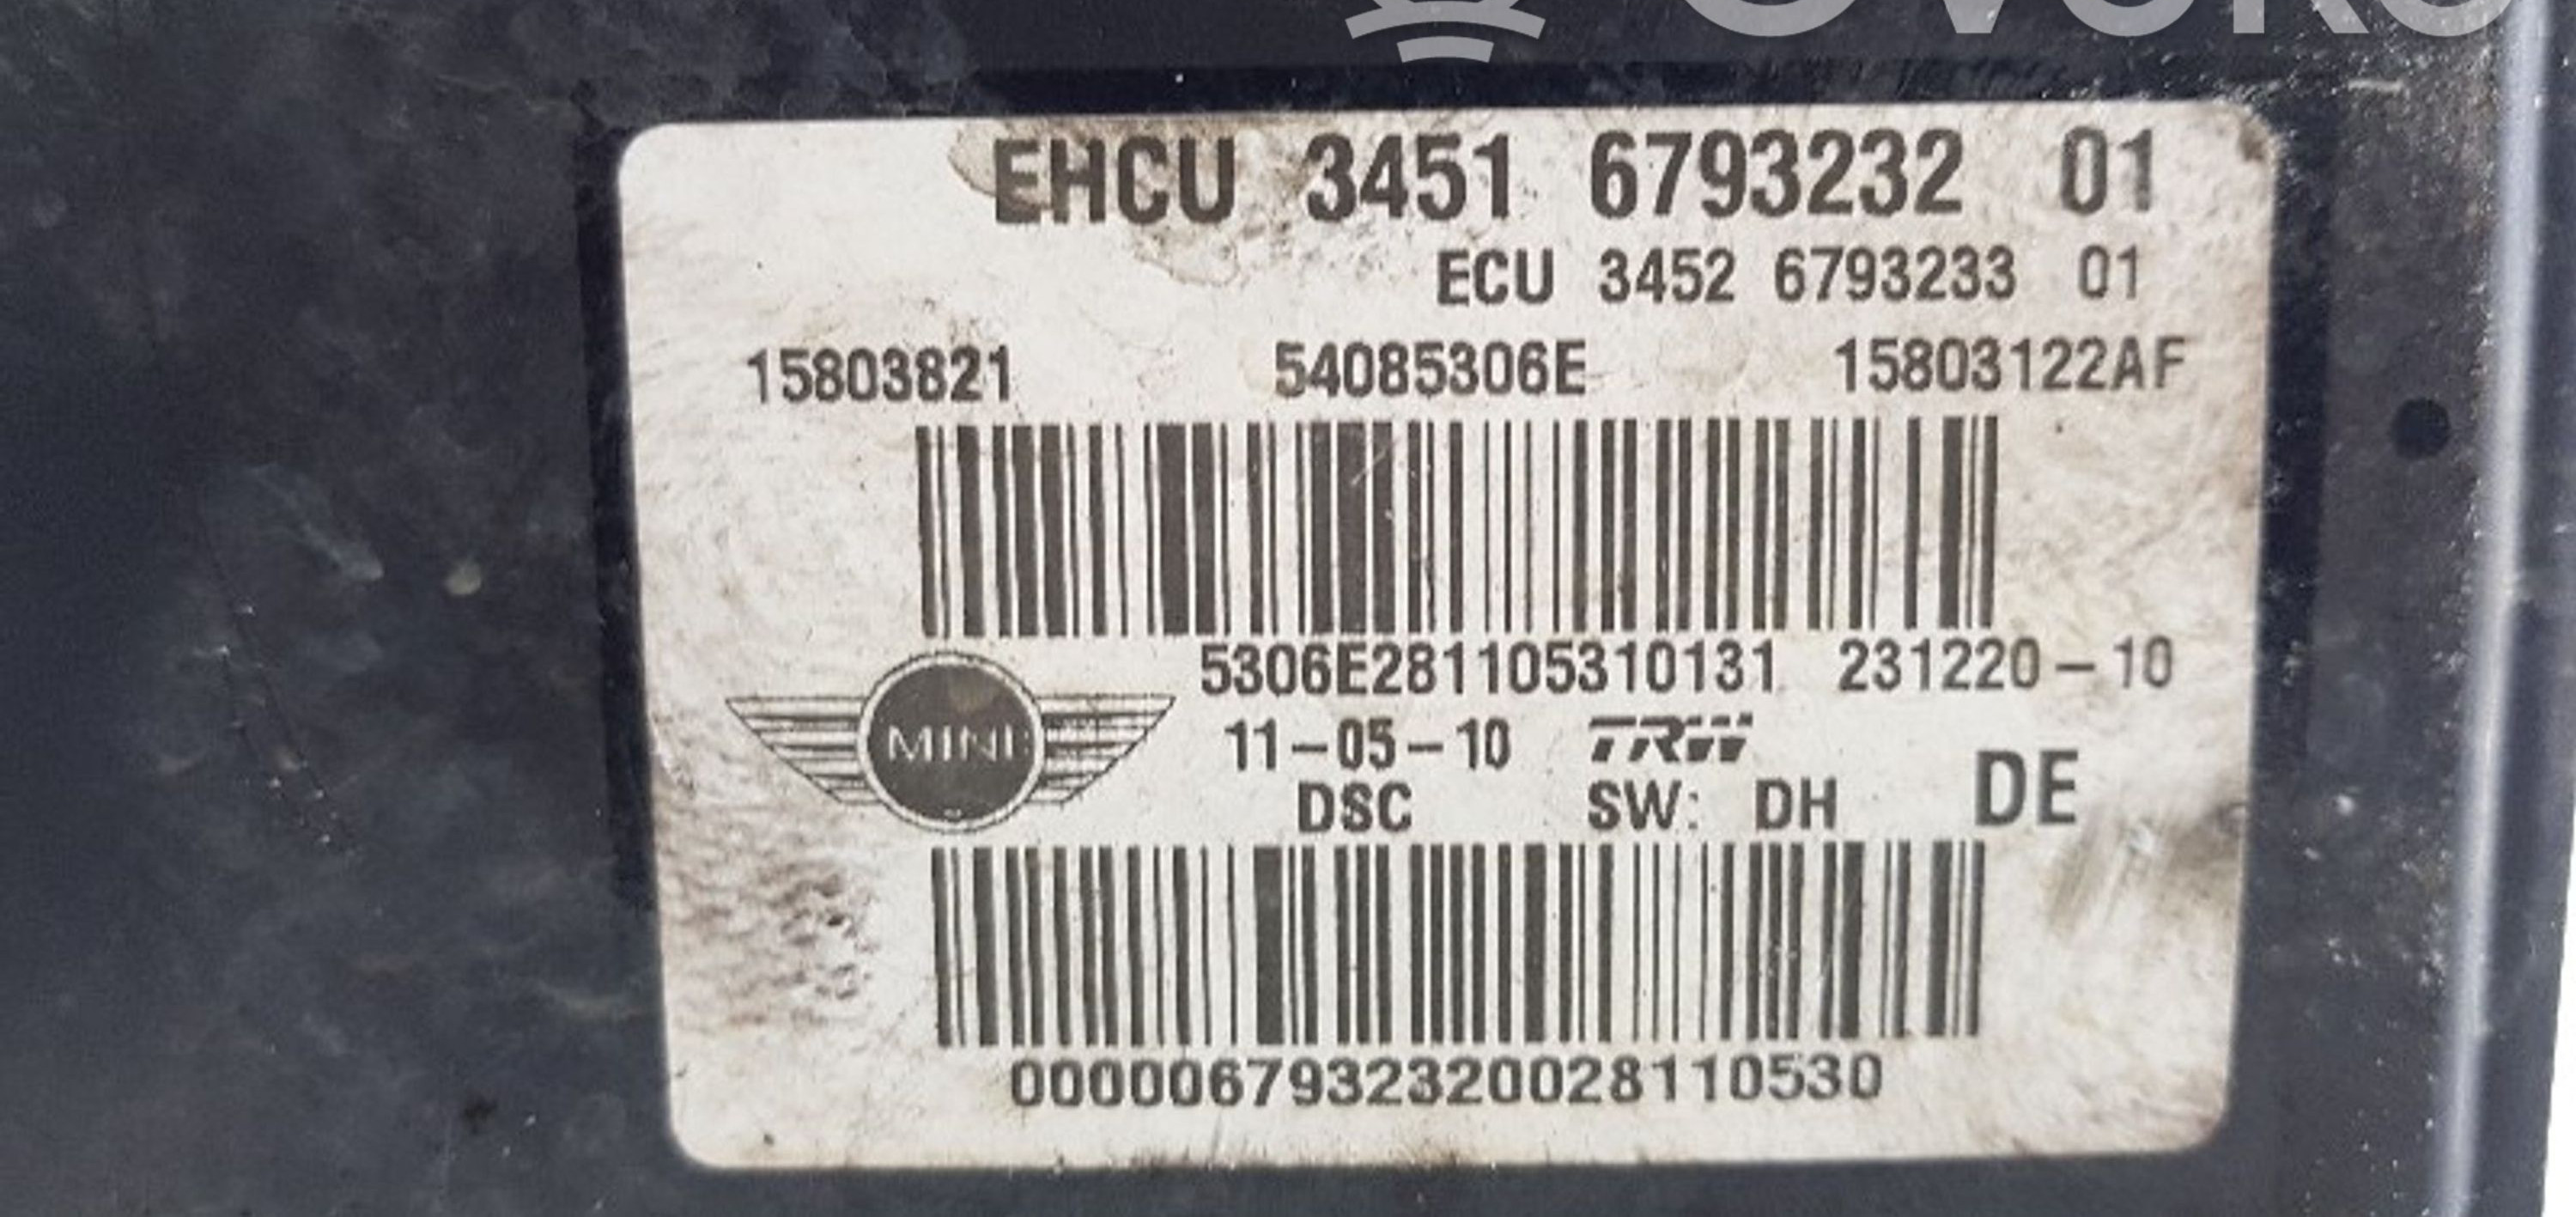 EHCU 3451 6793232 01
ECU 3452 6793233 01
15803821 54085306E 15803122AF
5306E281105310131 231220-10
MINI
11-05-10 TRW
DSC SW: DH DE
0000067932320028110530